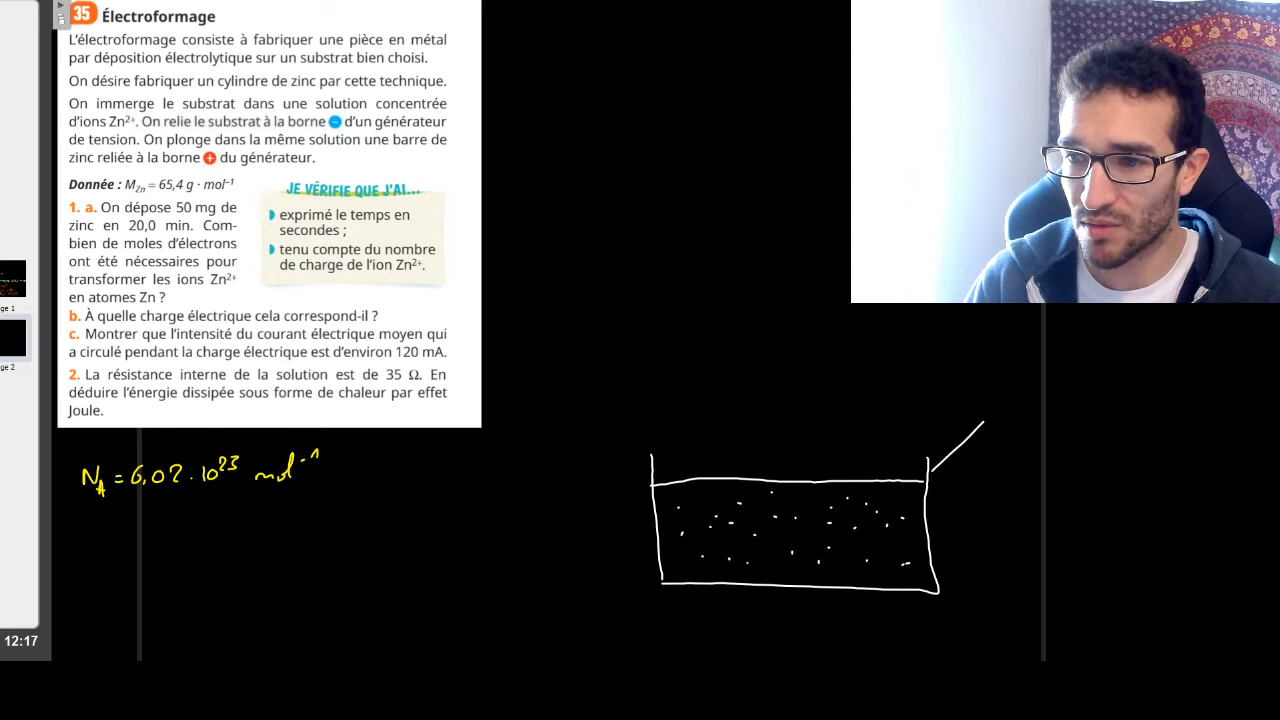 35 Électroformage
L'électroformage consiste à fabriquer une pièce en métal
par déposition électrolytique sur un substrat bien choisi.
On désire fabriquer un cylindre de zinc par cette technique.
On immerge le substrat dans une solution concentrée
d'ions Zn²⁺. On relie le substrat à la borne − d'un générateur
de tension. On plonge dans la même solution une barre de
zinc reliée à la borne + du générateur.
Donnée : M_Zn = 65,4 g · mol⁻¹
1. a. On dépose 50 mg de
zinc en 20,0 min. Com-
bien de moles d'électrons
ont été nécessaires pour
transformer les ions Zn²⁺
en atomes Zn ?
JE VÉRIFIE QUE J'AI...
exprimé le temps en
secondes ;
tenu compte du nombre
de charge de l'ion Zn²⁺.
b. À quelle charge électrique cela correspond-il ?
c. Montrer que l'intensité du courant électrique moyen qui
a circulé pendant la charge électrique est d'environ 120 mA.
2. La résistance interne de la solution est de 35 Ω. En
déduire l'énergie dissipée sous forme de chaleur par effet
Joule.
N_A = 6,02 . 10²³ mol⁻¹
ge 1
ge 2
12:17